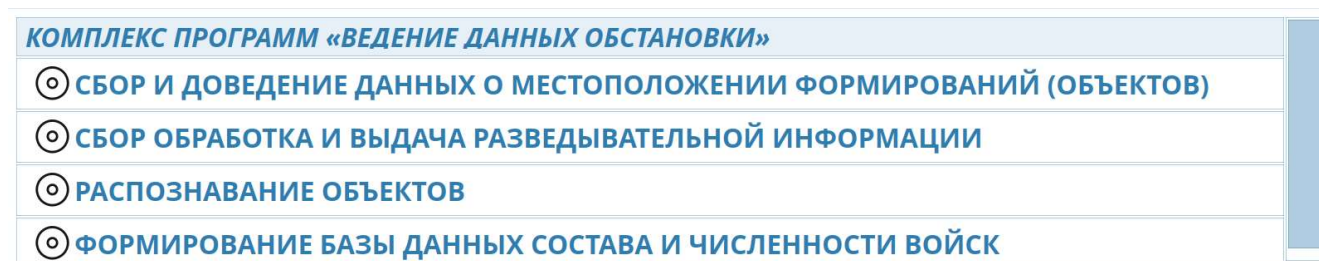 КОМПЛЕКС ПРОГРАММ «ВЕДЕНИЕ ДАННЫХ ОБСТАНОВКИ»
СБОР И ДОВЕДЕНИЕ ДАННЫХ О МЕСТОПОЛОЖЕНИИ ФОРМИРОВАНИЙ (ОБЪЕКТОВ)
СБОР ОБРАБОТКА И ВЫДАЧА РАЗВЕДЫВАТЕЛЬНОЙ ИНФОРМАЦИИ
РАСПОЗНАВАНИЕ ОБЪЕКТОВ
ФОРМИРОВАНИЕ БАЗЫ ДАННЫХ СОСТАВА И ЧИСЛЕННОСТИ ВОЙСК